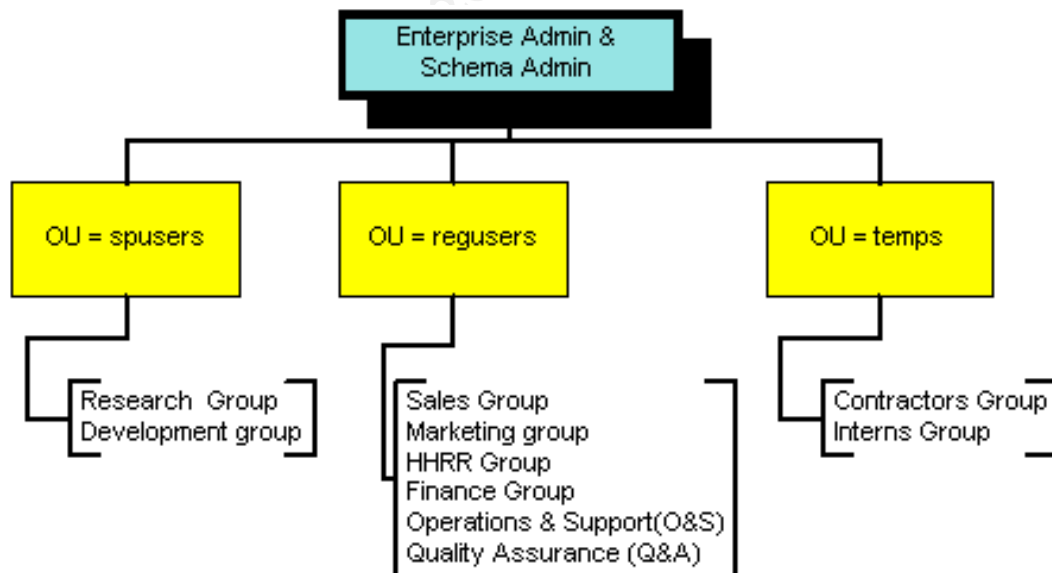 Enterprise Admin &
Schema Admin
OU = spusers
OU = regusers
OU = temps
Research Group
Development group
Sales Group
Marketing group
HHRR Group
Finance Group
Operations & Support(O&S)
Quality Assurance (Q&A)
Contractors Group
Interns Group